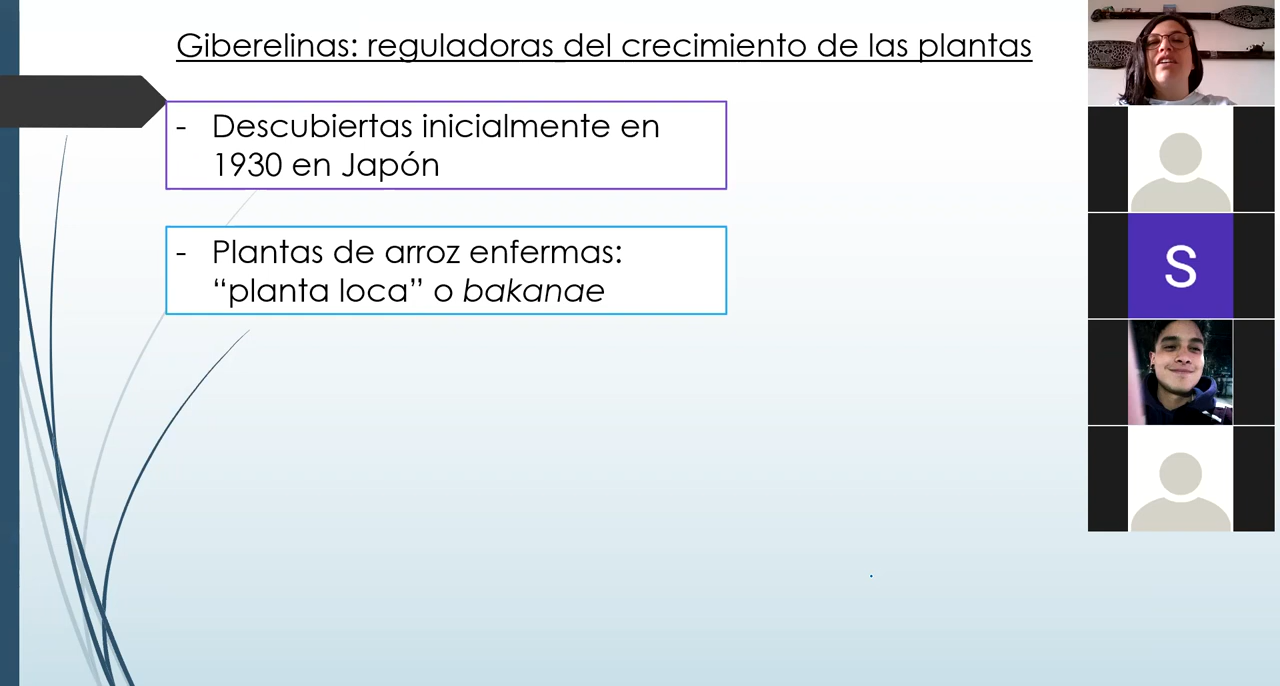 Giberelinas: reguladoras del crecimiento de las plantas
- Descubiertas inicialmente en
1930 en Japón
- Plantas de arroz enfermas:
“planta loca” o bakanae
S